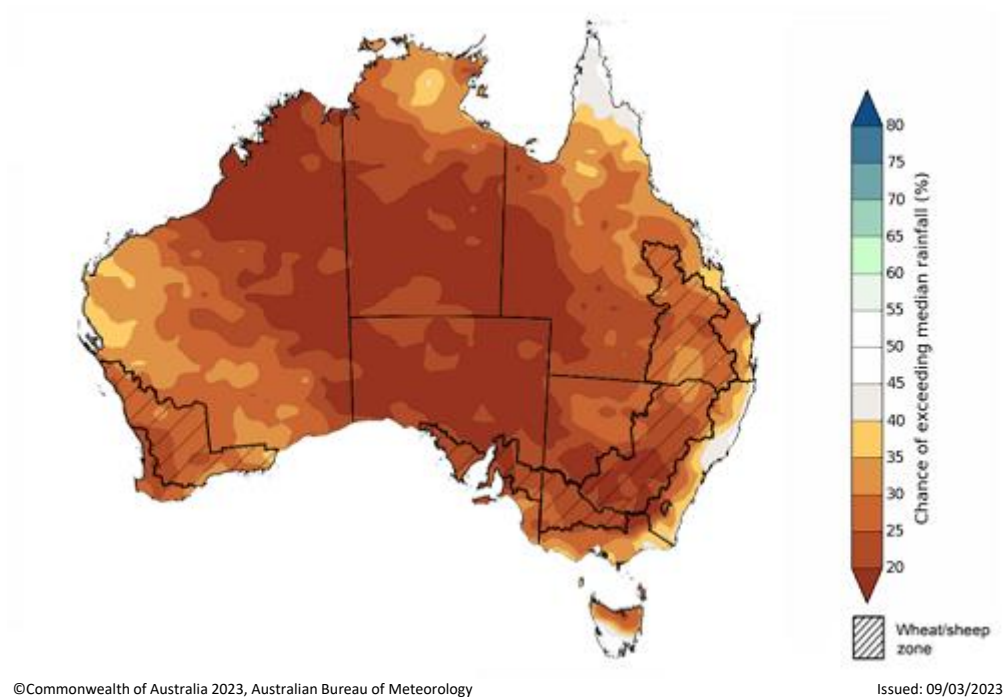 80
75
70
65
60
55
50
45
40
35
30
25
20
Chance of exceeding median rainfall (%)
Wheat/sheep
zone
©Commonwealth of Australia 2023, Australian Bureau of Meteorology
Issued: 09/03/2023